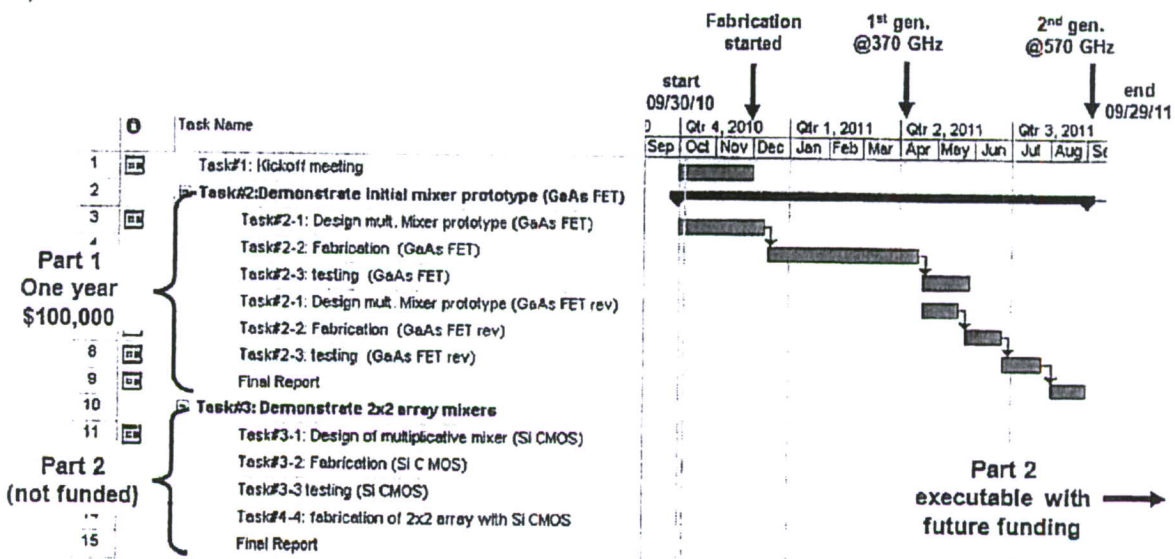 Fabrication started
1st gen. @370 GHz
2nd gen. @570 GHz
start 09/30/10
end 09/29/11
Task Name
Qtr 4, 2010 Qtr 1, 2011 Qtr 2, 2011 Qtr 3, 2011
Sep Oct Nov Dec Jan Feb Mar Apr May Jun Jul Aug
1 Task#1: Kickoff meeting
2 Task#2:Demonstrate Initial mixer prototype (GaAs FET)
3 Task#2-1: Design mult. Mixer prototype (GaAs FET)
Task#2-2: Fabrication (GaAs FET)
Task#2-3: testing (GaAs FET)
Task#2-1: Design mult. Mixer prototype (GaAs FET rev)
Task#2-2: Fabrication (GaAs FET rev)
8 Task#2-3: testing (GaAs FET rev)
9 Final Report
10 Task#3: Demonstrate 2x2 array mixers
11 Task#3-1: Design of multiplicative mixer (Si CMOS)
Task#3-2: Fabrication (Si CMOS)
Task#3-3 testing (Si CMOS)
Task#4-4: fabrication of 2x2 array with Si CMOS
15 Final Report
Part 1
One year
$100,000
Part 2
(not funded)
Part 2
executable with
future funding